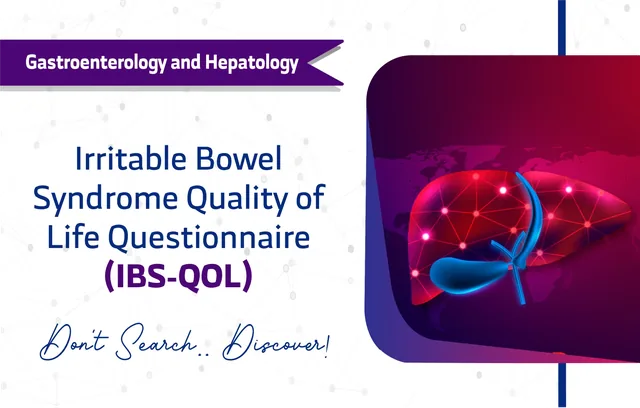 Gastroenterology and Hepatology
Irritable Bowel
Syndrome Quality of
Life Questionnaire
(IBS-QOL)
Don't Search.. Discover!